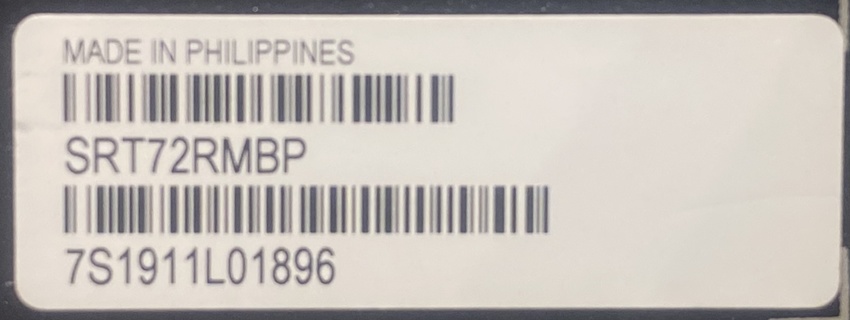 MADE IN PHILIPPINES
SRT72RMBP
7S1911L01896